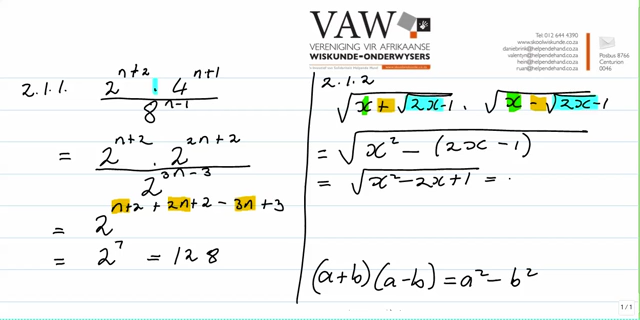 VAW
VERENIGING VIR AFRIKAANSE
WISKUNDE-ONDERWYSERS
Tel 012 644 4390
www.skoolwiskunde.co.za
daniebrink@helpendehand.co.za
valentyn@helpendehand.co.za
hein@helpendehand.co.za
ruan@helpendehand.co.za
Posbus 8766
Centurion
0046
2.1.1. 2^{n+2} · 4^{n+1} / 8^{n-1}
= 2^{n+2} · 2^{2n+2} / 2^{3n-3}
= 2^{n+2+2n+2-3n+3}
= 2^7 = 128
2.1.2
√(x + √(2x-1)) · √(x - √(2x-1))
= √(x² - (2x - 1))
= √(x² - 2x + 1) = .
(a+b)(a-b) = a² - b²
1/1